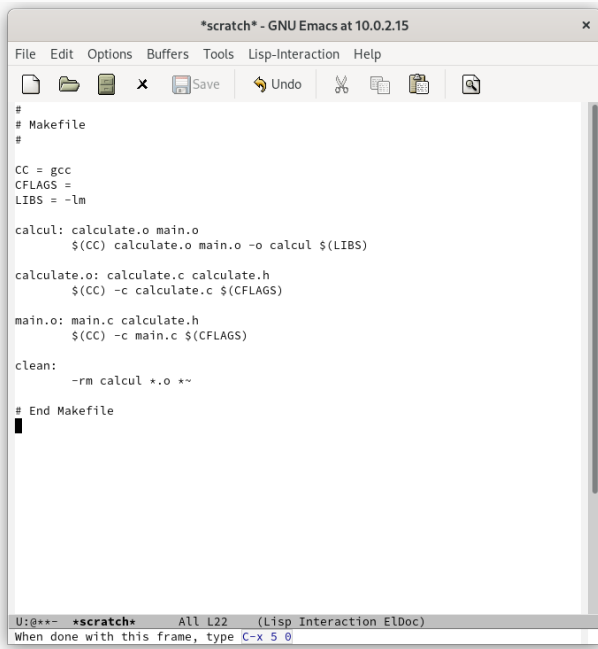 *scratch* - GNU Emacs at 10.0.2.15 ×
File Edit Options Buffers Tools Lisp-Interaction Help
Save Undo
#
# Makefile
#
CC = gcc
CFLAGS =
LIBS = -lm
calcul: calculate.o main.o
$(CC) calculate.o main.o -o calcul $(LIBS)
calculate.o: calculate.c calculate.h
$(CC) -c calculate.c $(CFLAGS)
main.o: main.c calculate.h
$(CC) -c main.c $(CFLAGS)
clean:
-rm calcul *.o *~
# End Makefile
U:@**- *scratch* All L22 (Lisp Interaction ElDoc)
When done with this frame, type C-x 5 0